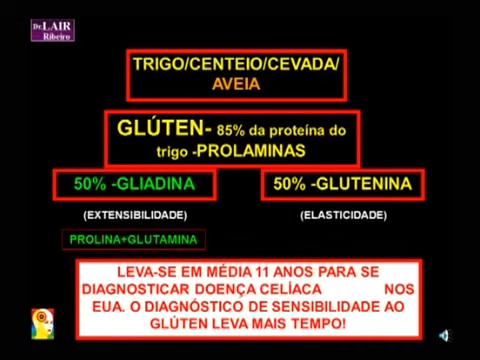 Dr. LAIR
Ribeiro
TRIGO/CENTEIO/CEVADA/
AVEIA
GLÚTEN- 85% da proteína do
trigo -PROLAMINAS
50% -GLIADINA
50% -GLUTENINA
(EXTENSIBILIDADE)
(ELASTICIDADE)
PROLINA+GLUTAMINA
LEVA-SE EM MÉDIA 11 ANOS PARA SE
DIAGNOSTICAR DOENÇA CELÍACA NOS
EUA. O DIAGNÓSTICO DE SENSIBILIDADE AO
GLÚTEN LEVA MAIS TEMPO!